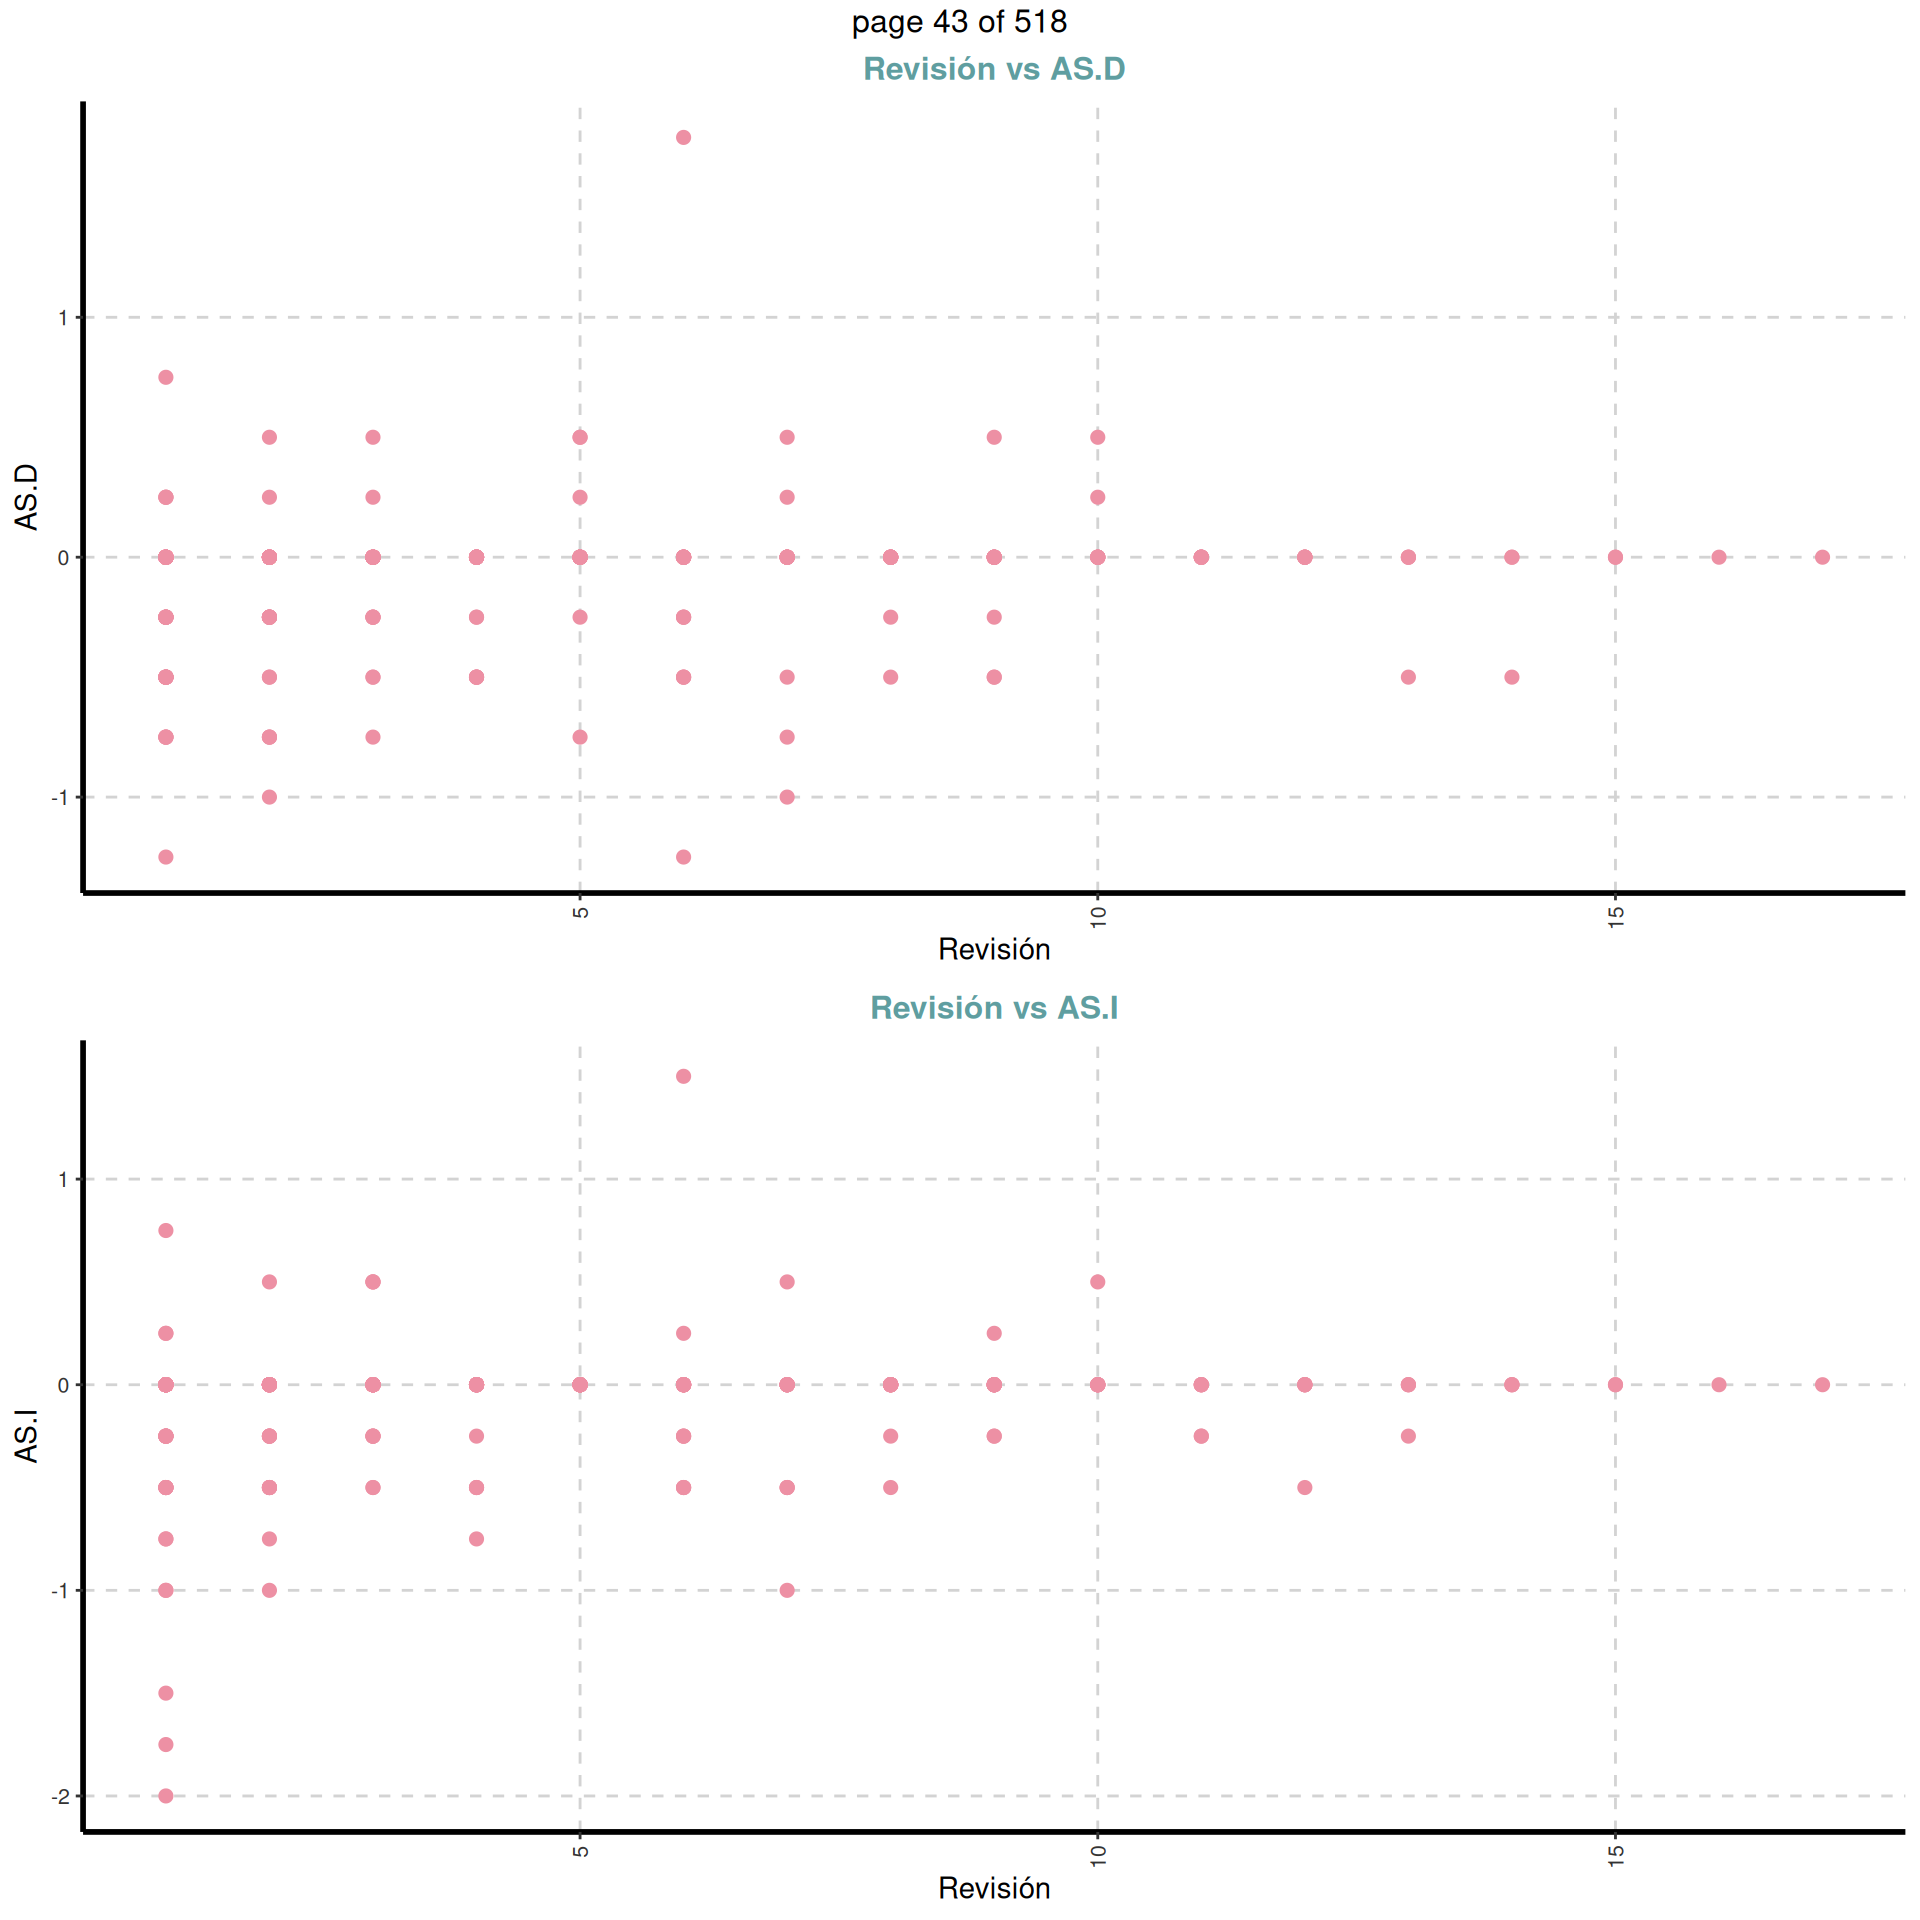 page 43 of 518
Revisión vs AS.D
AS.D
1
0
-1
5
10
15
Revisión
Revisión vs AS.I
AS.I
1
0
-1
-2
5
10
15
Revisión